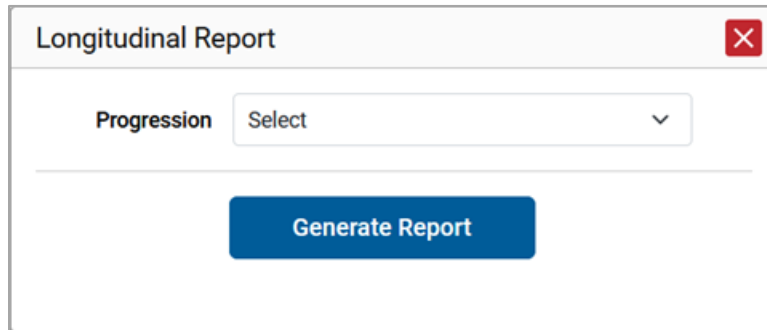 Longitudinal Report
Progression Select
Generate Report